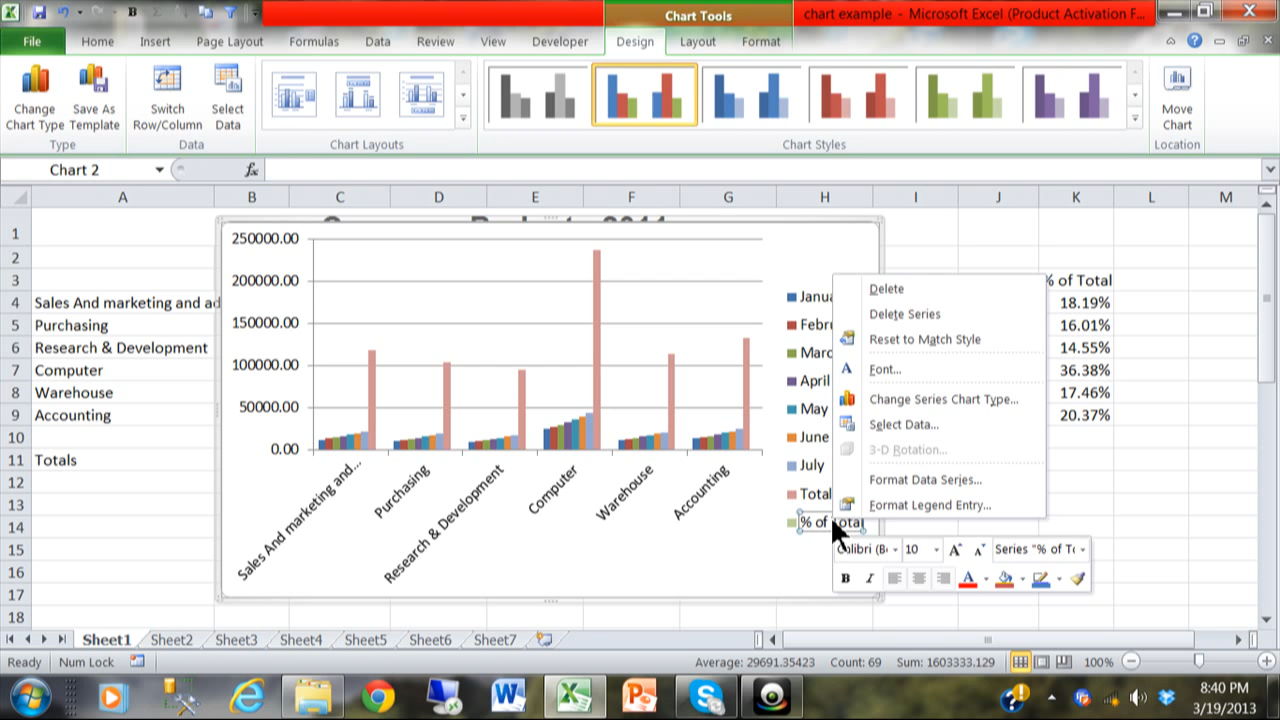 Chart Tools
chart example - Microsoft Excel (Product Activation F...
File Home Insert Page Layout Formulas Data Review View Developer Design Layout Format
Change Chart Type
Save As Template
Switch Row/Column
Select Data
Type Data Chart Layouts Chart Styles
Move Chart
Location
Chart 2 fx
A B C D E F G H I J K L M
1
2
3 % of Total
4 Sales And marketing and ad 18.19%
5 Purchasing 16.01%
6 Research & Development 14.55%
7 Computer 36.38%
8 Warehouse 17.46%
9 Accounting 20.37%
10
11 Totals
12
13
14
15
16
17
18
250000.00
200000.00
150000.00
100000.00
50000.00
0.00
Sales And marketing and...
Purchasing
Research & Development
Computer
Warehouse
Accounting
Janua
Febru
Marc
April
May
June
July
Total
% of Total
Delete
Delete Series
Reset to Match Style
Font...
Change Series Chart Type...
Select Data...
3-D Rotation...
Format Data Series...
Format Legend Entry...
10 A A Series "% of To
B I A
Sheet1 Sheet2 Sheet3 Sheet4 Sheet5 Sheet6 Sheet7
Ready Num Lock Average: 29691.35423 Count: 69 Sum: 1603333.129 100%
8:40 PM
3/19/2013